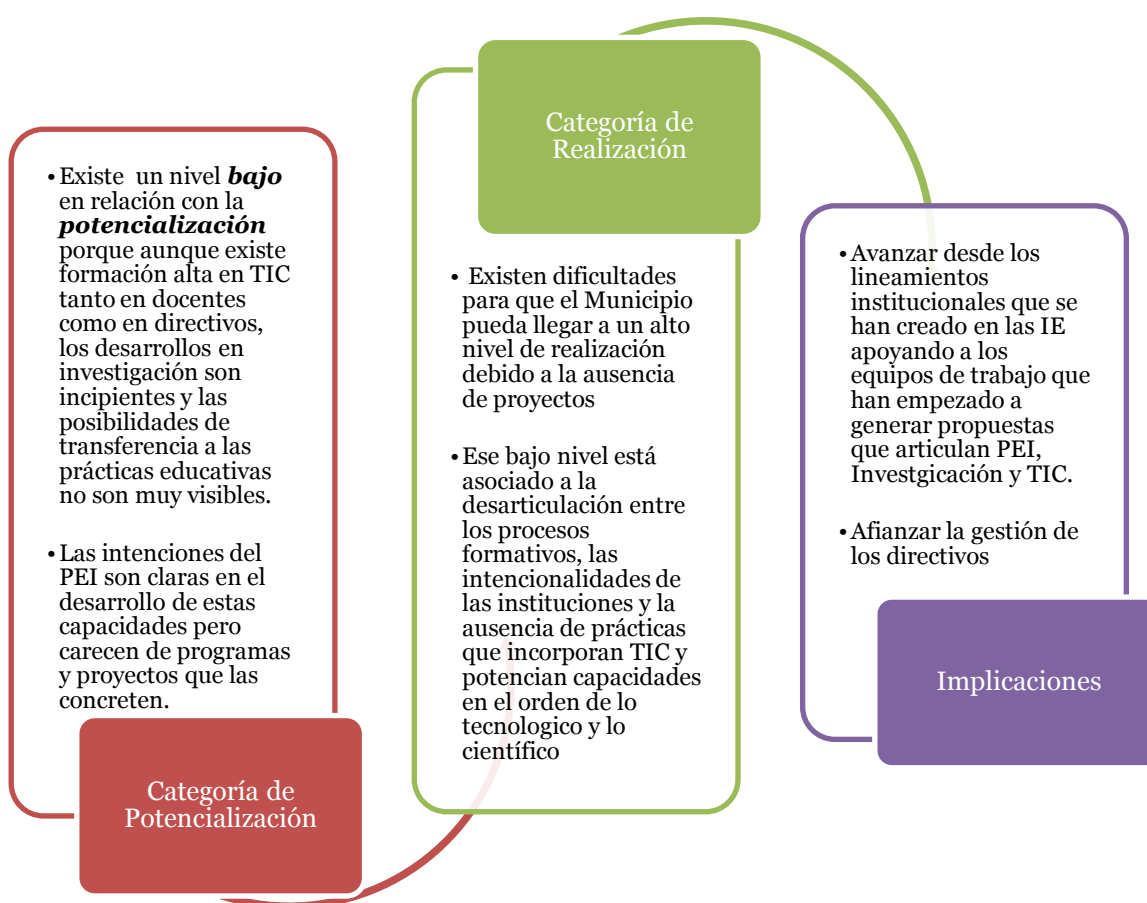 • Existe un nivel bajo
en relación con la
potencialización
porque aunque existe
formación alta en TIC
tanto en docentes
como en directivos,
los desarrollos en
investigación son
incipientes y las
posibilidades de
transferencia a las
prácticas educativas
no son muy visibles.
• Las intenciones del
PEI son claras en el
desarrollo de estas
capacidades pero
carecen de programas
y proyectos que las
concreten.
Categoría de
Potencialización
Categoría de
Realización
• Existen dificultades
para que el Municipio
pueda llegar a un alto
nivel de realización
debido a la ausencia
de proyectos
• Ese bajo nivel está
asociado a la
desarticulación entre
los procesos
formativos, las
intencionalidades de
las instituciones y la
ausencia de prácticas
que incorporan TIC y
potencian capacidades
en el orden de lo
tecnologico y lo
científico
• Avanzar desde los
lineamientos
institucionales que se
han creado en las IE
apoyando a los
equipos de trabajo que
han empezado a
generar propuestas
que articulan PEI,
Investgicación y TIC.
• Afianzar la gestión de
los directivos
Implicaciones